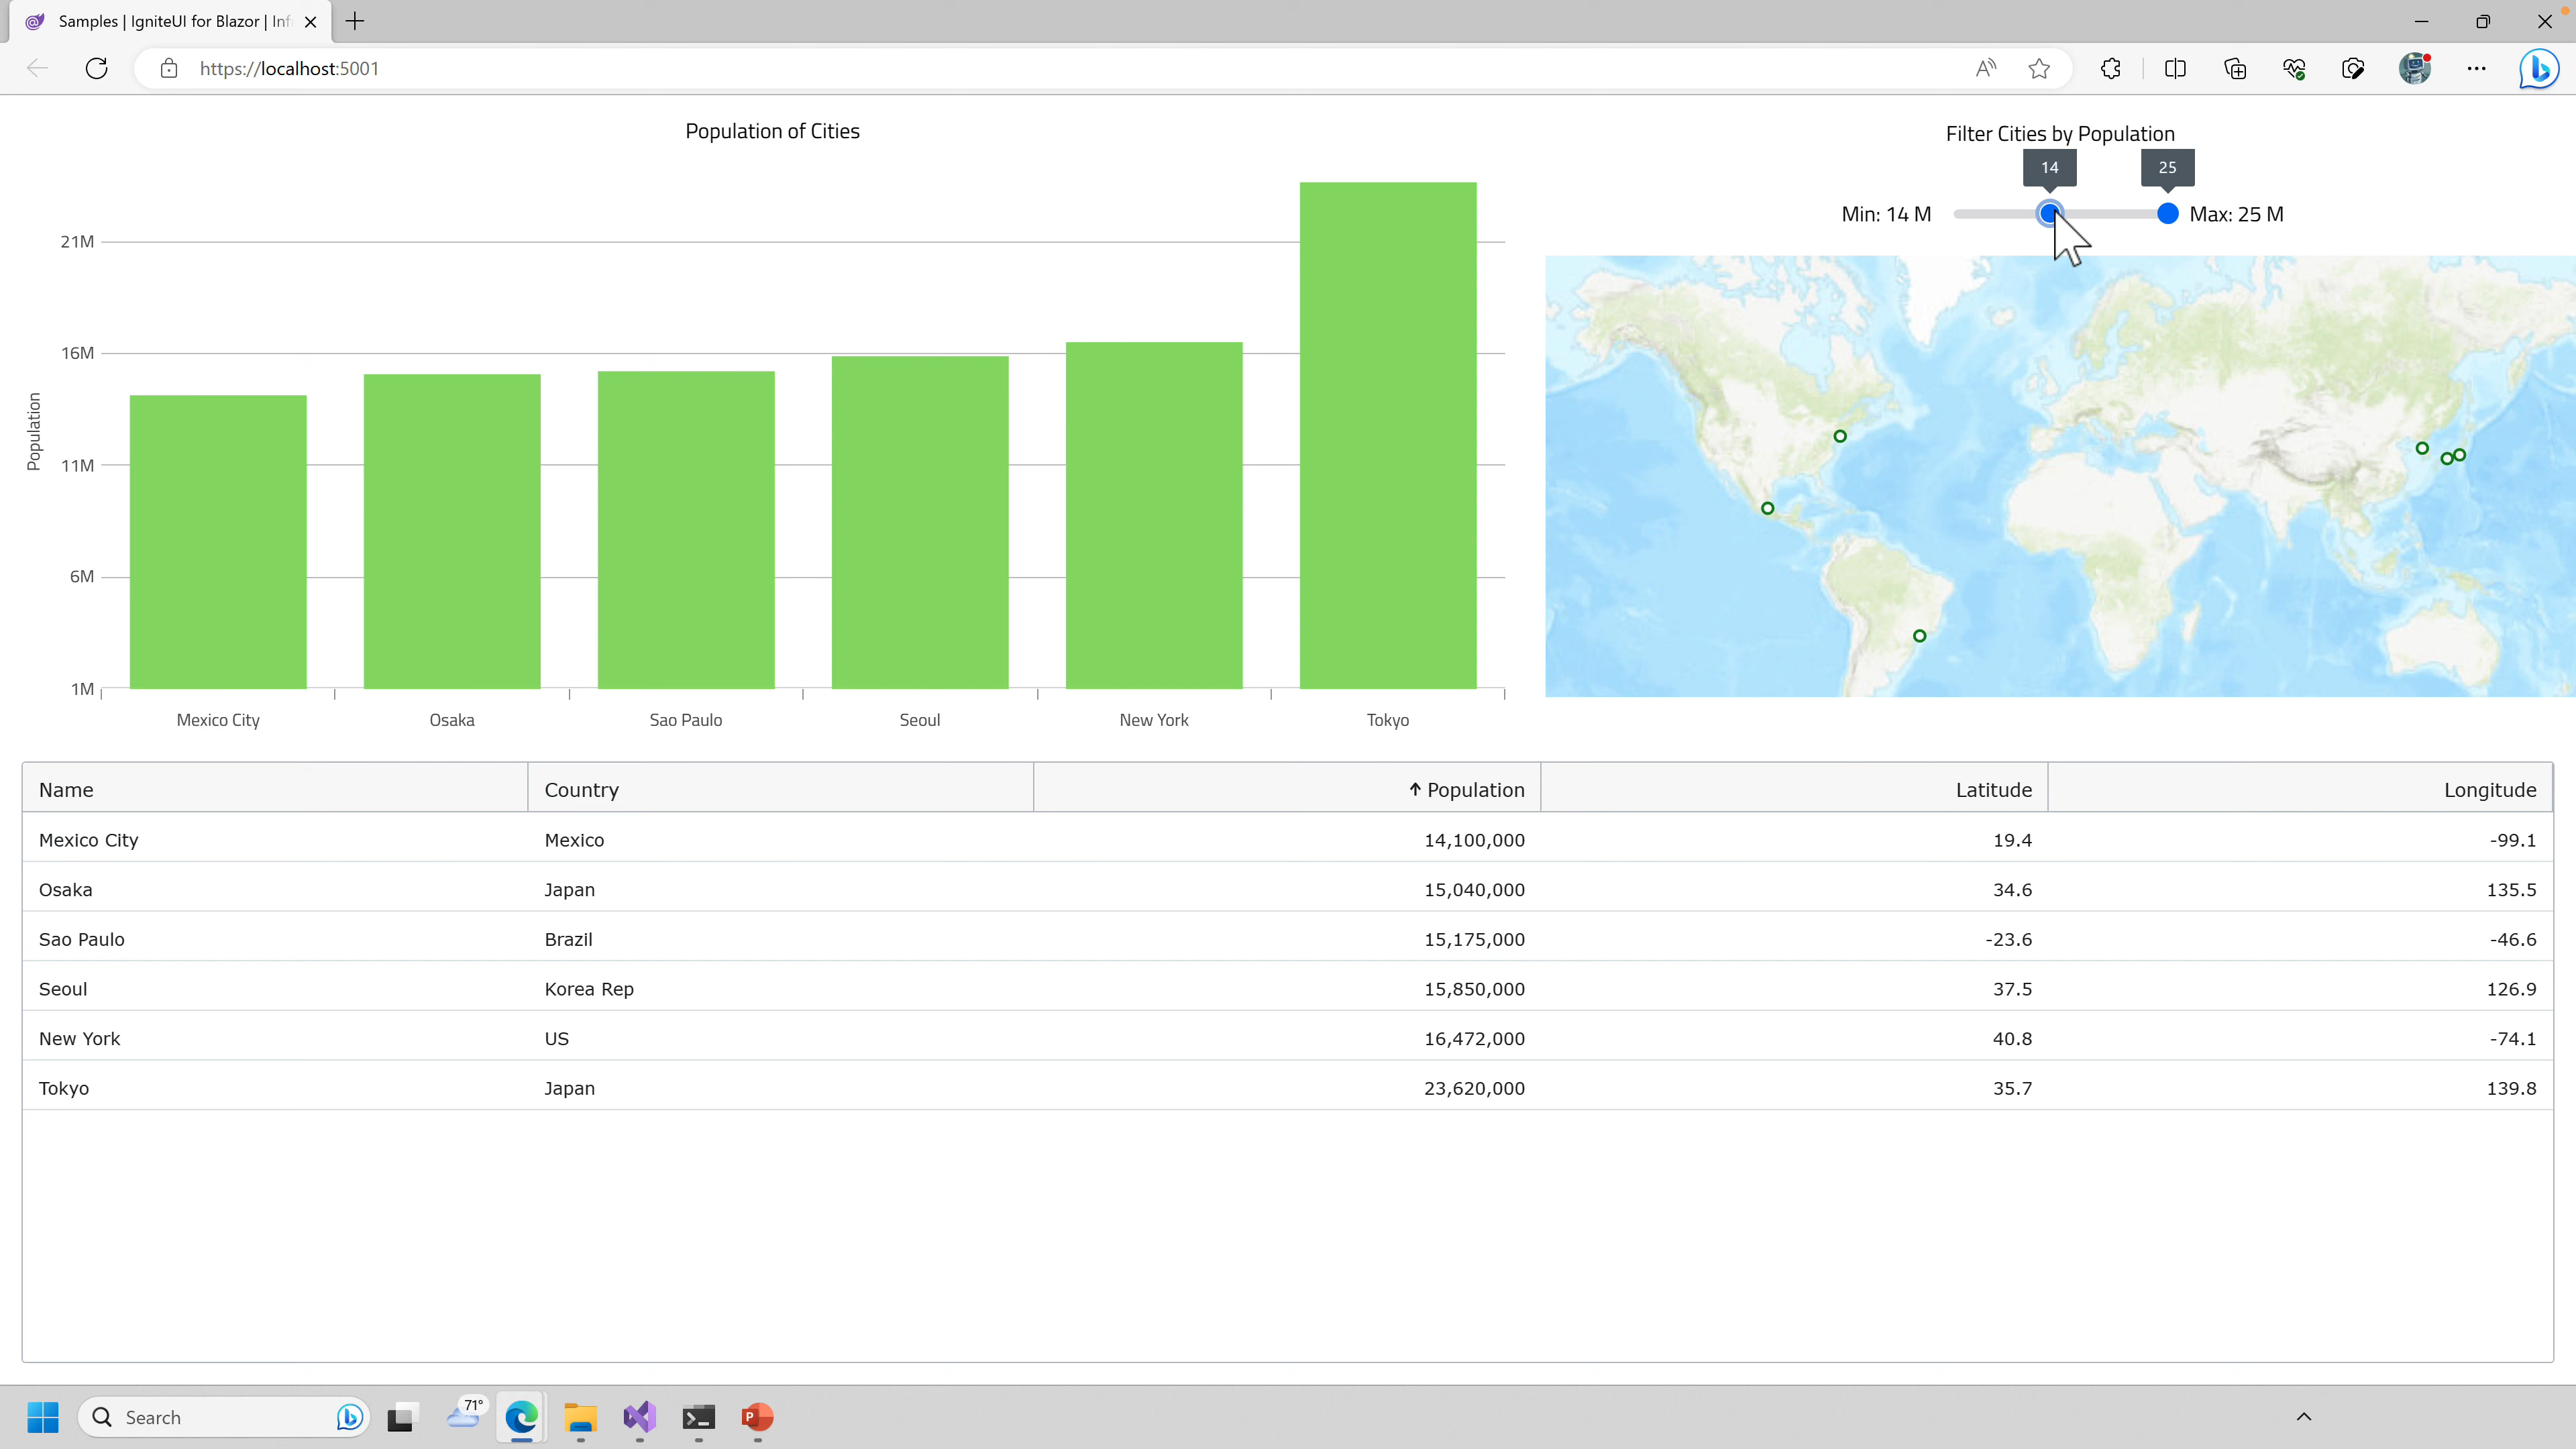 Samples | IgniteUI for Blazor | Inf
https://localhost:5001
Population of Cities
Filter Cities by Population
14
25
Min: 14 M
Max: 25 M
Population
21M
16M
11M
6M
1M
Mexico City
Osaka
Sao Paulo
Seoul
New York
Tokyo
Name Country Population Latitude Longitude
Mexico City Mexico 14,100,000 19.4 -99.1
Osaka Japan 15,040,000 34.6 135.5
Sao Paulo Brazil 15,175,000 -23.6 -46.6
Seoul Korea Rep 15,850,000 37.5 126.9
New York US 16,472,000 40.8 -74.1
Tokyo Japan 23,620,000 35.7 139.8
Search
71°